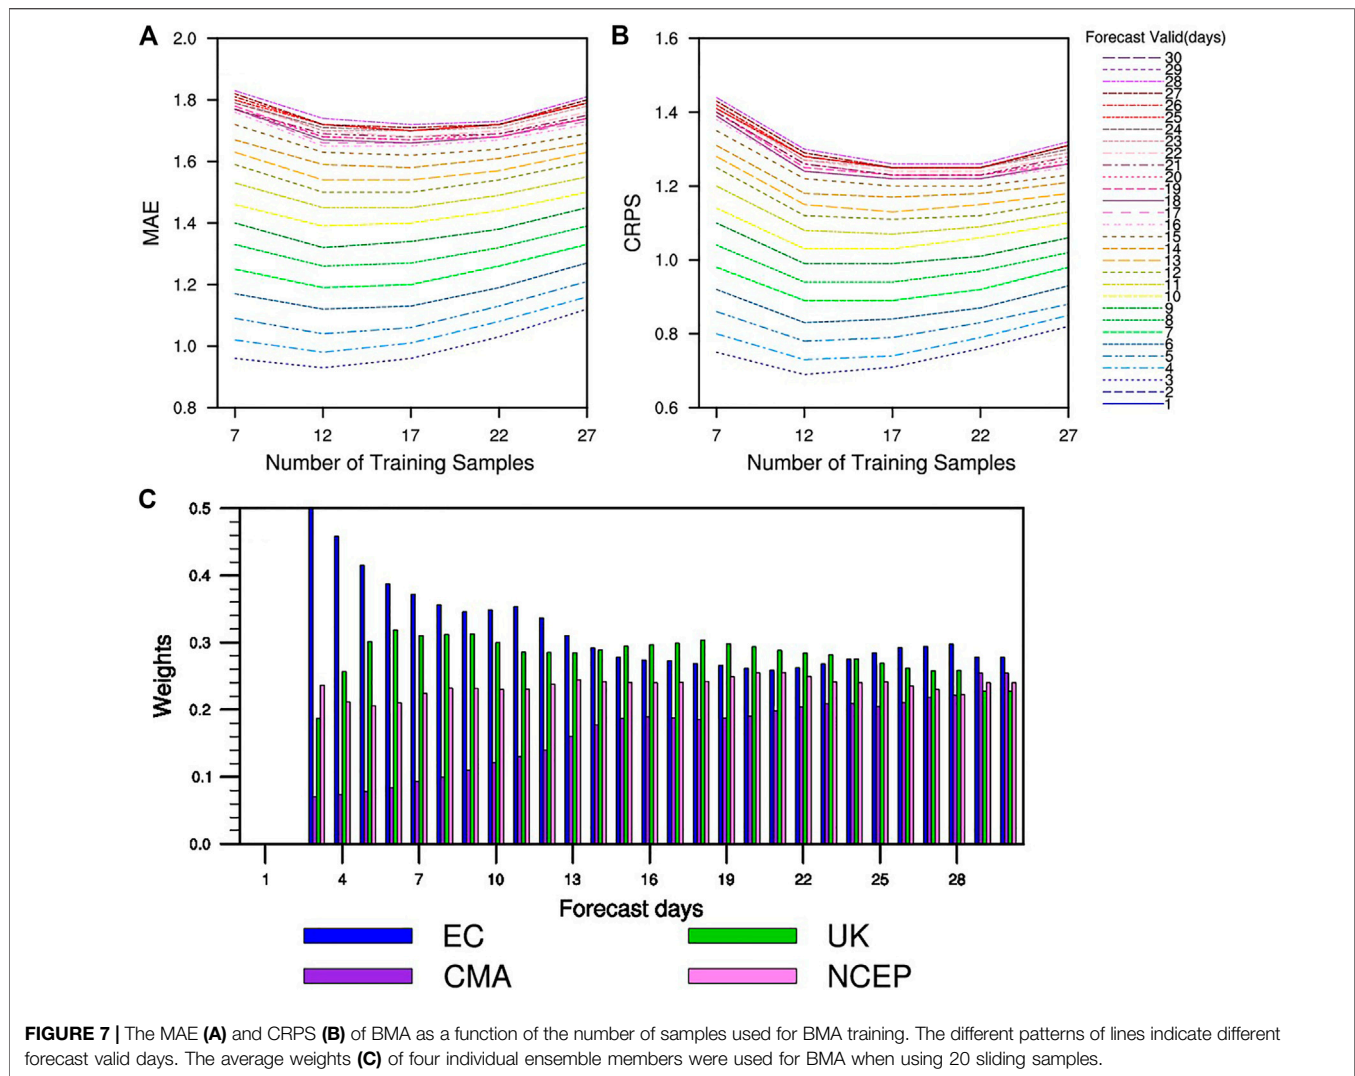 A
2.0
1.8
1.6
1.4
1.2
1.0
0.8
MAE
7 12 17 22 27
Number of Training Samples
B
1.6
1.4
1.2
1.0
0.8
0.6
CRPS
7 12 17 22 27
Number of Training Samples
Forecast Valid(days)
30
29
28
27
26
25
24
23
22
21
20
19
18
17
16
15
14
13
12
11
10
9
8
7
6
5
4
3
2
1
C
0.5
0.4
0.3
0.2
0.1
0.0
Weights
1 4 7 10 13 16 19 22 25 28
Forecast days
EC UK
CMA NCEP
FIGURE 7 | The MAE (A) and CRPS (B) of BMA as a function of the number of samples used for BMA training. The different patterns of lines indicate different
forecast valid days. The average weights (C) of four individual ensemble members were used for BMA when using 20 sliding samples.